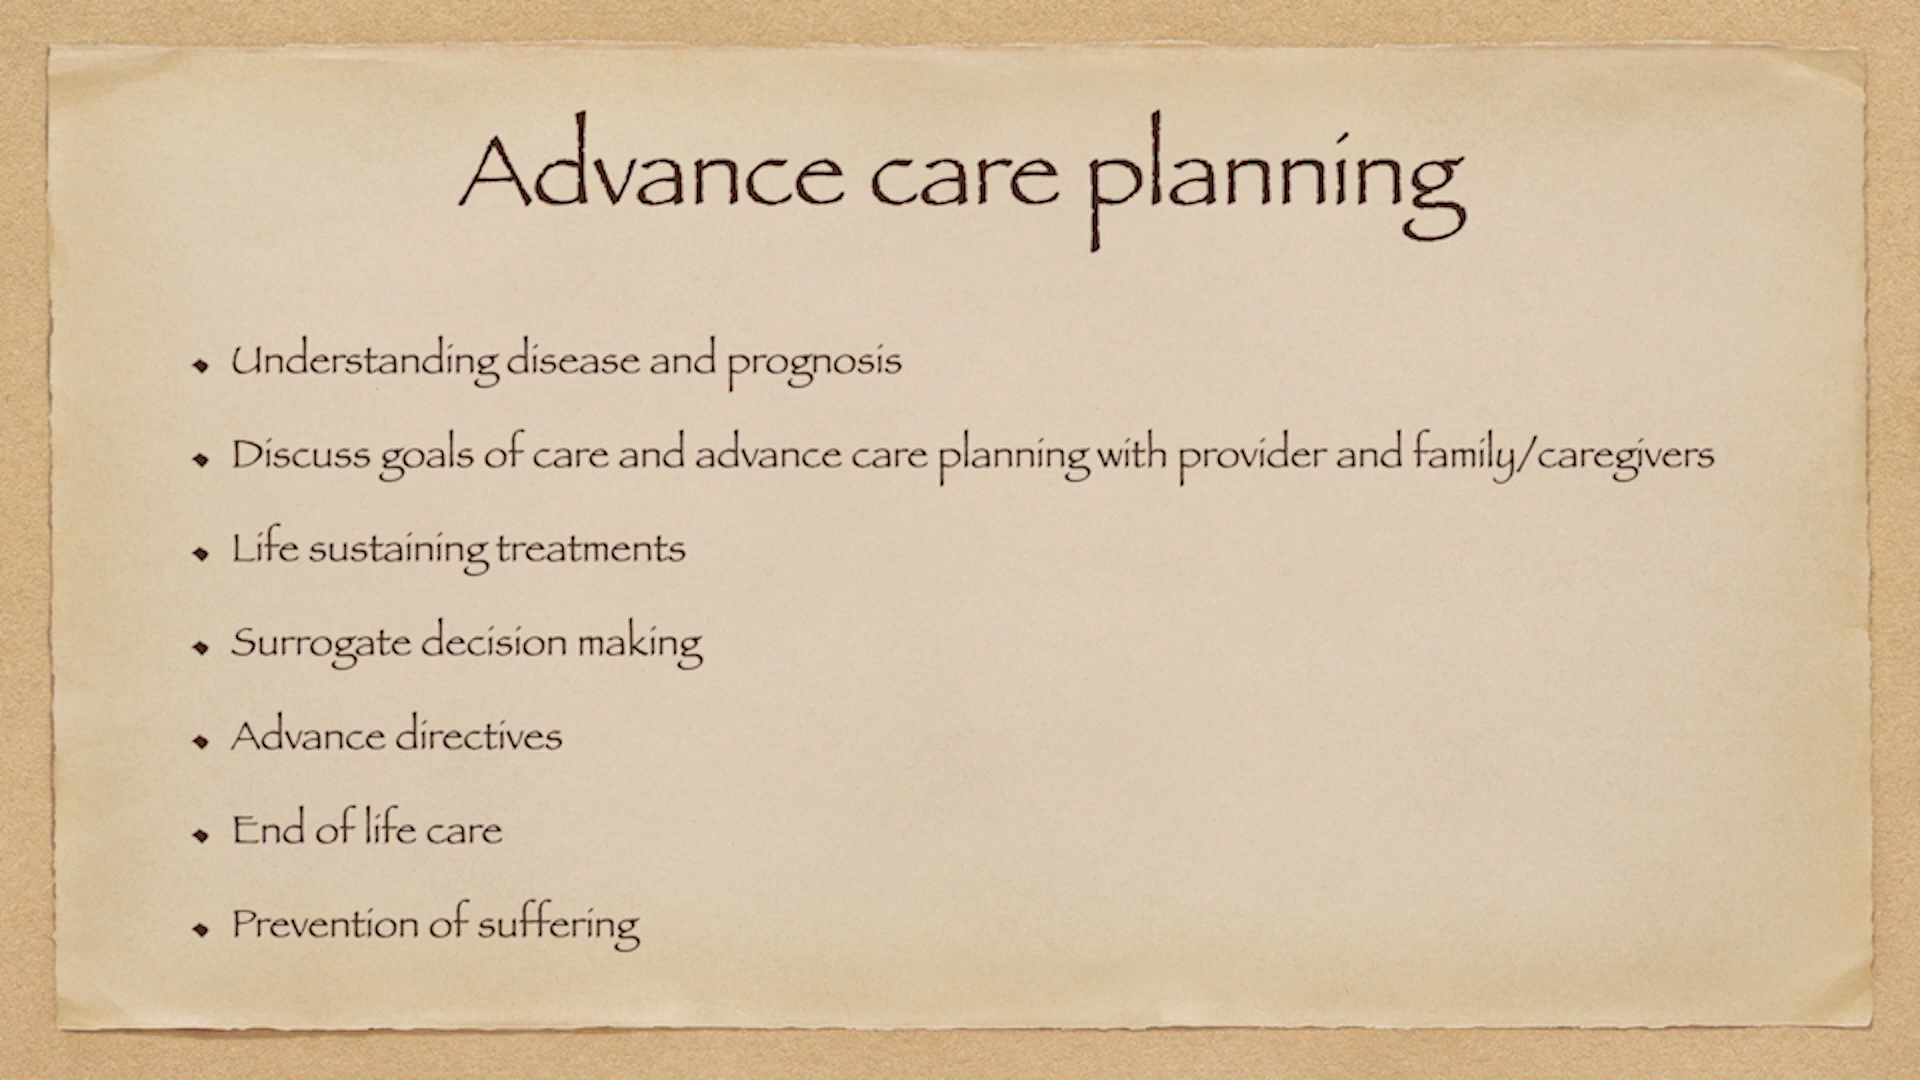 Advance care planning
Understanding disease and prognosis
Discuss goals of care and advance care planning with provider and family/caregivers
Life sustaining treatments
Surrogate decision making
Advance directives
End of life care
Prevention of suffering